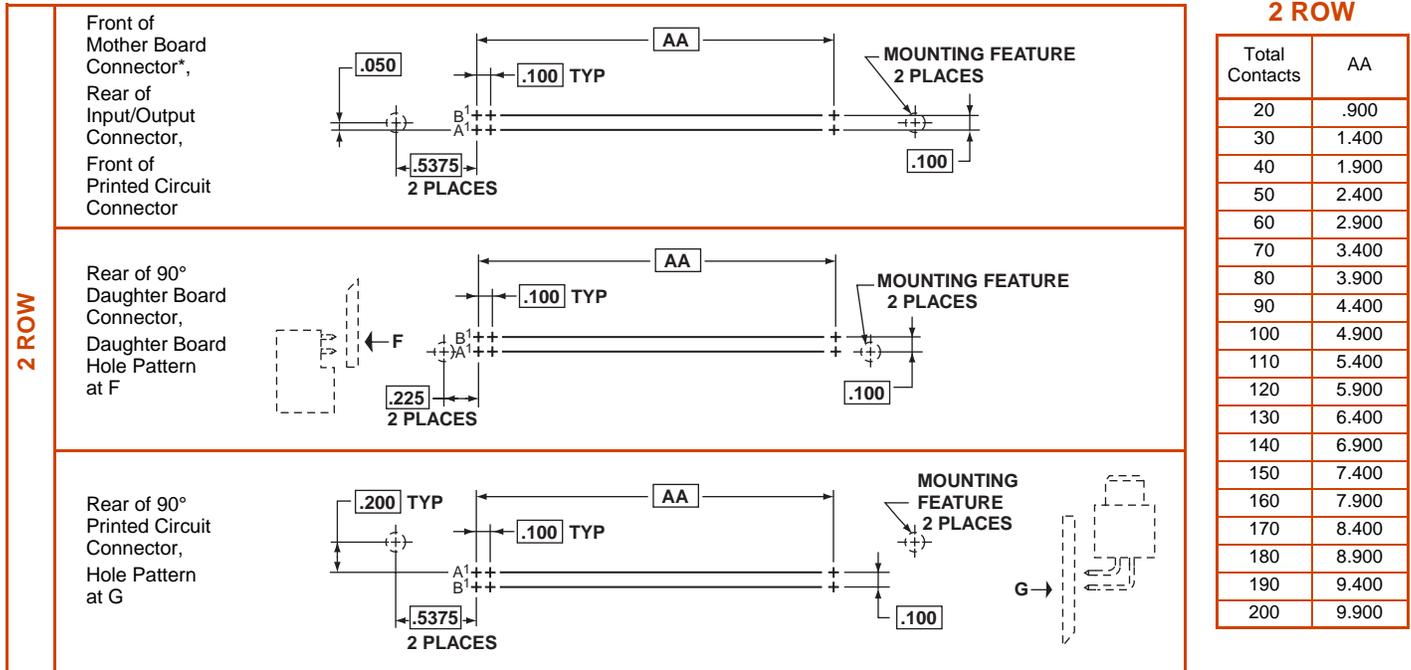 2 ROW
Front of
Mother Board
Connector*,
Rear of
Input/Output
Connector,
Front of
Printed Circuit
Connector
.050
AA
.100 TYP
MOUNTING FEATURE
2 PLACES
B1
A1
.5375
2 PLACES
.100
Rear of 90°
Daughter Board
Connector,
Daughter Board
Hole Pattern
at F
F
AA
.100 TYP
MOUNTING FEATURE
2 PLACES
B1
A1
.225
2 PLACES
.100
Rear of 90°
Printed Circuit
Connector,
Hole Pattern
at G
.200 TYP
AA
.100 TYP
MOUNTING
FEATURE
2 PLACES
A1
B1
.5375
2 PLACES
.100
G
2 ROW
Total Contacts AA
20 .900
30 1.400
40 1.900
50 2.400
60 2.900
70 3.400
80 3.900
90 4.400
100 4.900
110 5.400
120 5.900
130 6.400
140 6.900
150 7.400
160 7.900
170 8.400
180 8.900
190 9.400
200 9.900